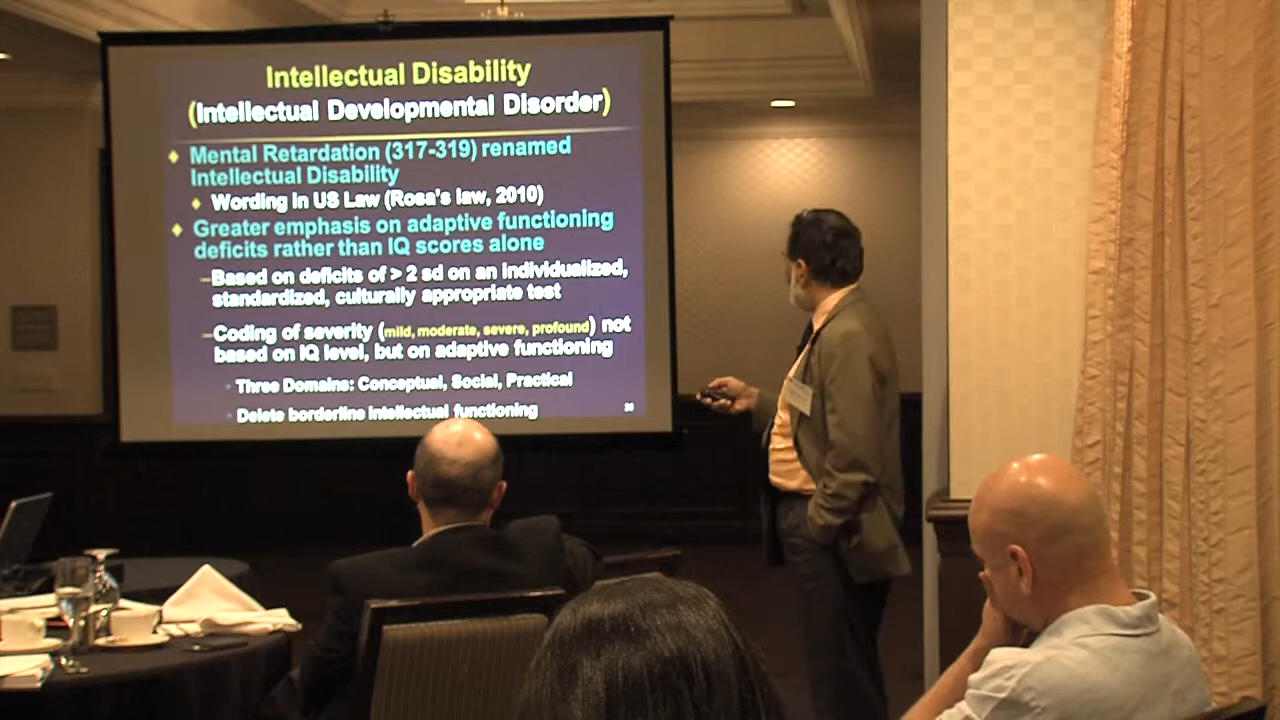 Intellectual Disability
(Intellectual Developmental Disorder)
Mental Retardation (317-319) renamed
Intellectual Disability
Wording in US Law (Rosa's law, 2010)
Greater emphasis on adaptive functioning
deficits rather than IQ scores alone
–Based on deficits of > 2 sd on an individualized,
standardized, culturally appropriate test
–Coding of severity (mild, moderate, severe, profound) not
based on IQ level, but on adaptive functioning
Three Domains: Conceptual, Social, Practical
Delete borderline intellectual functioning